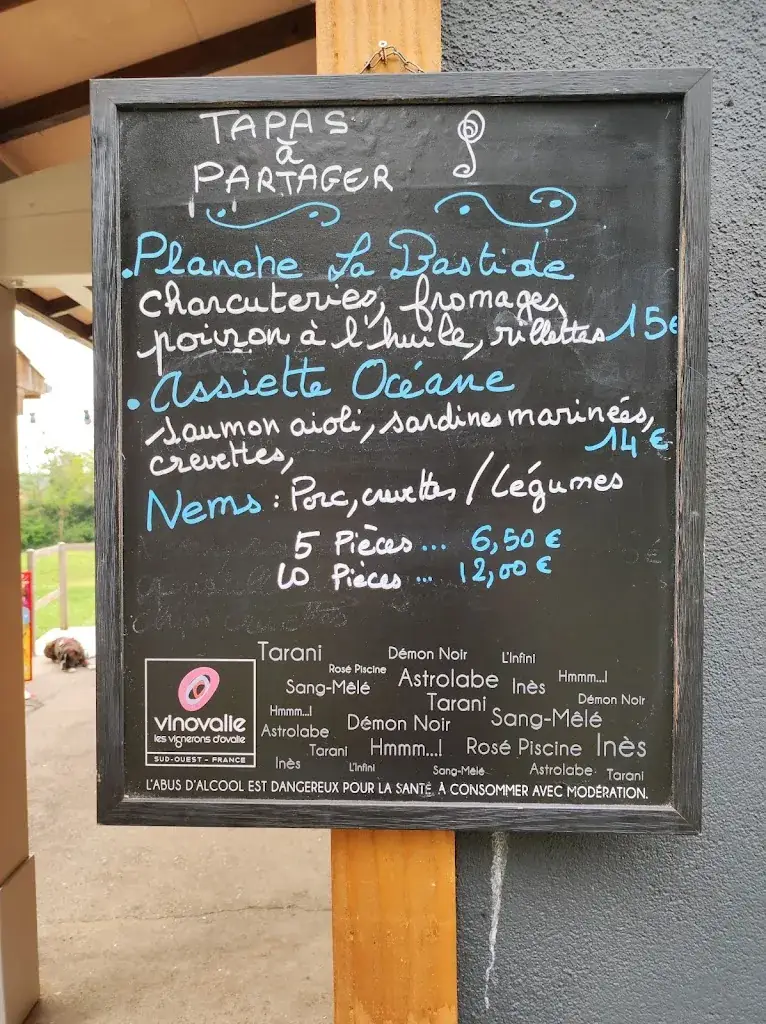 TAPAS
à
PARTAGER
.Planche La Bastide
charcuteries, fromages,
poivron à l'huile, rillettes 15€
.Assiette Océane
saumon aioli, sardines marinées,
crevettes, 14 €
Nems : Porc, crevettes / Légumes
5 Pièces ... 6,50 €
10 Pièces ... 12,00 €
Tarani Démon Noir L'Infini
Rosé Piscine Astrolabe Hmmm...!
Sang-Mêlé Inès
Tarani Démon Noir
Hmmm...! Démon Noir Sang-Mêlé
Astrolabe
Tarani Hmmm...! Rosé Piscine Inès
Inès L'Infini Sang-Mêlé Astrolabe Tarani
vinovalie
les vignerons d'ovalie
SUD-OUEST - FRANCE
L'ABUS D'ALCOOL EST DANGEREUX POUR LA SANTÉ. À CONSOMMER AVEC MODÉRATION.